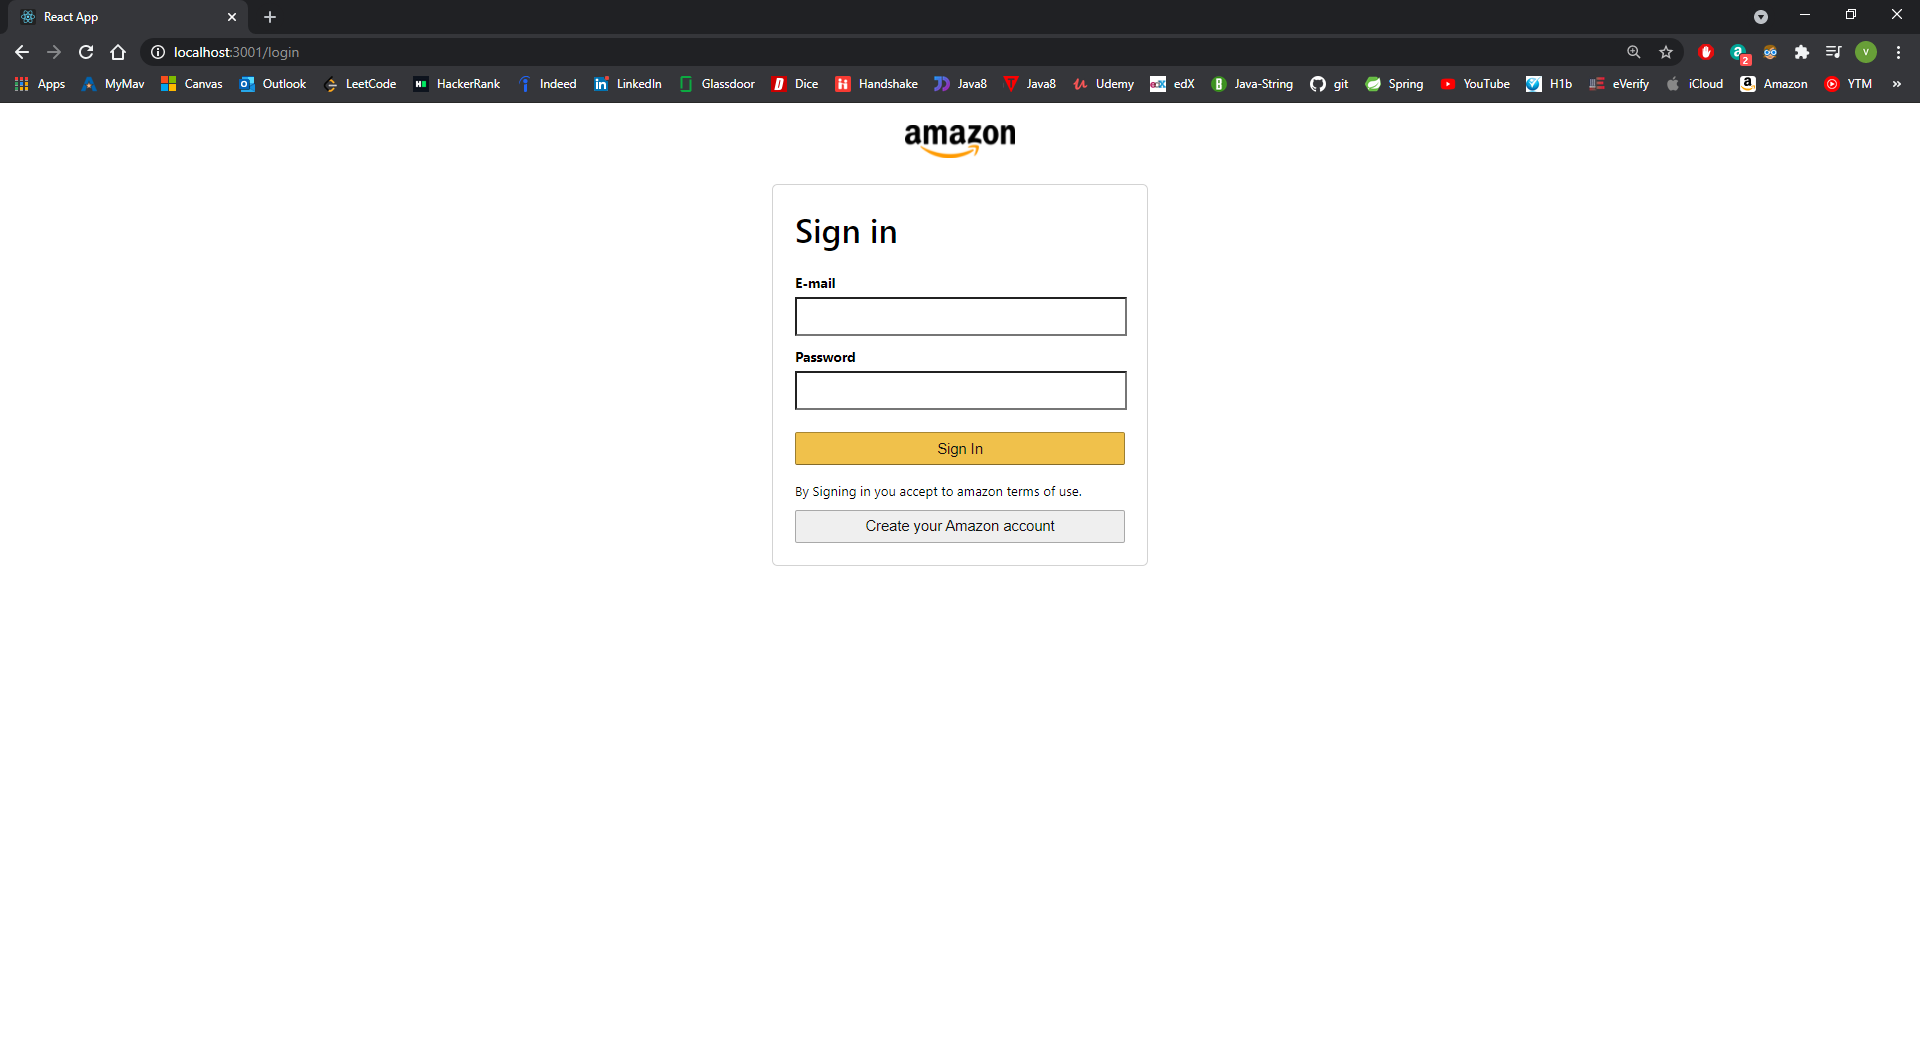 React App
localhost:3001/login
2
V
Apps MyMav Canvas Outlook LeetCode HackerRank Indeed LinkedIn Glassdoor Dice Handshake Java8 Java8 Udemy edX Java-String git Spring YouTube H1b eVerify iCloud Amazon YTM »
amazon
Sign in
E-mail
Password
Sign In
By Signing in you accept to amazon terms of use.
Create your Amazon account